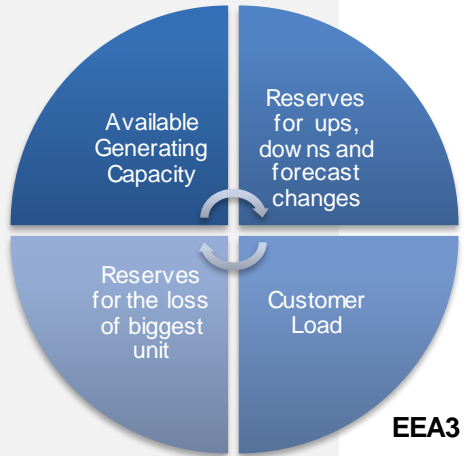 Available
Generating
Capacity
Reserves
for ups,
downs and
forecast
changes
Reserves
for the loss
of biggest
unit
Customer
Load
EEA3